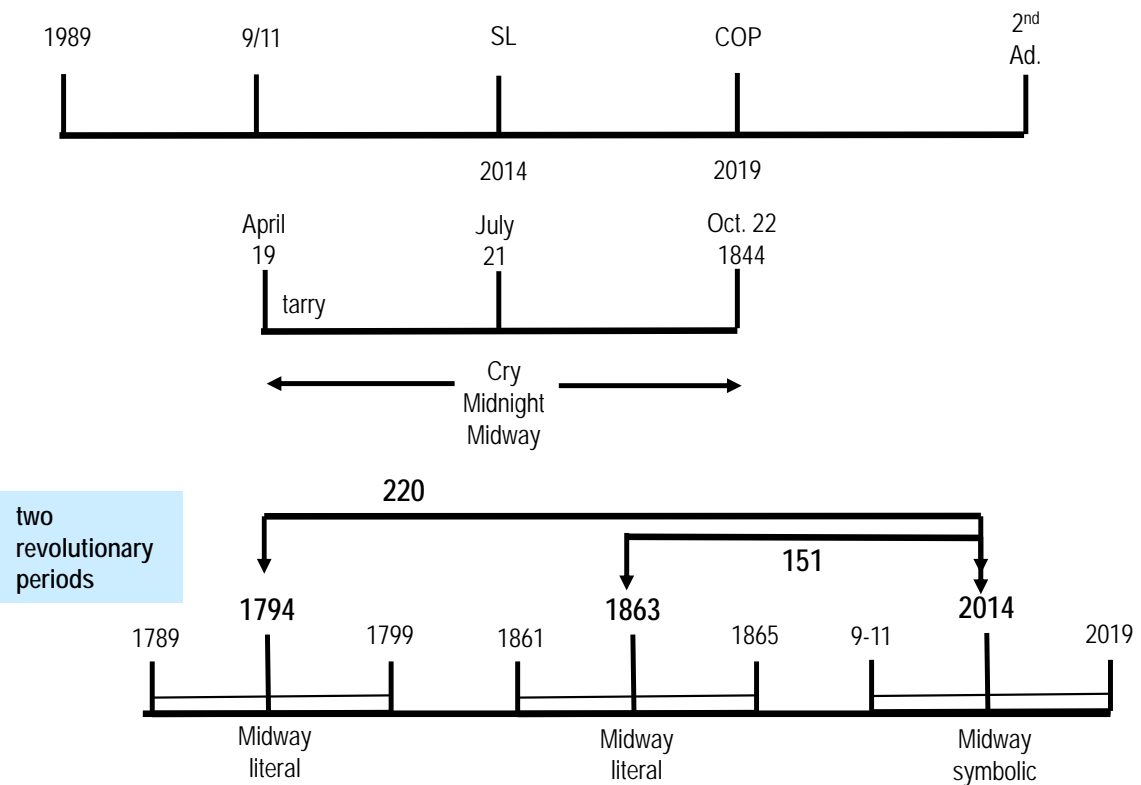 1989
9/11
SL
COP
2nd
Ad.
2014
2019
April
19
July
21
Oct. 22
1844
tarry
Cry
Midnight
Midway
220
two
revolutionary
periods
151
1794
1863
2014
1789
1799
1861
1865
9-11
2019
Midway
literal
Midway
literal
Midway
symbolic